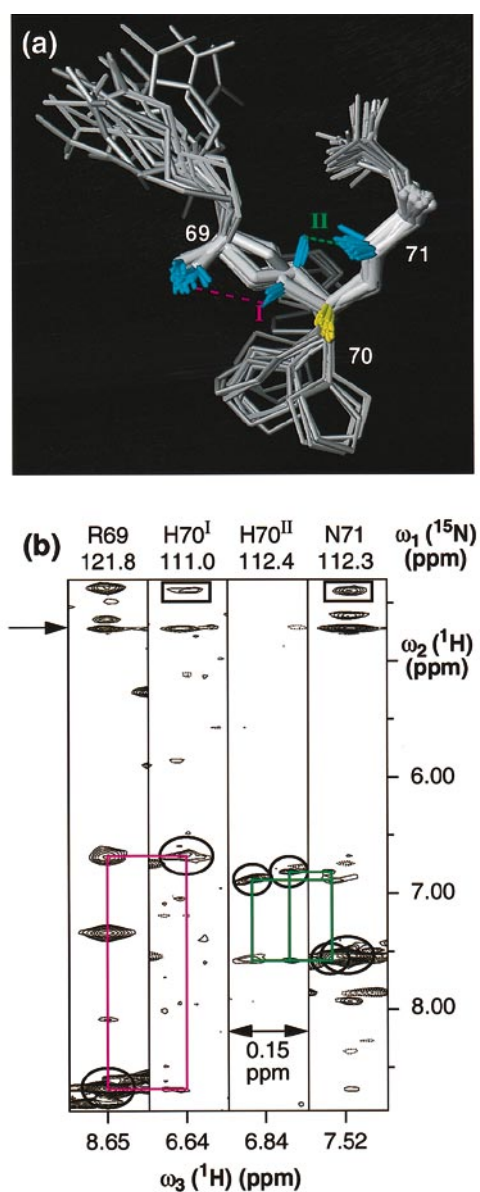 (a)
69
II
71
I
70
(b)
R69 H70ᴵ H70ᴵᴵ N71 ω₁ (¹⁵N)
121.8 111.0 112.4 112.3 (ppm)
ω₂ (¹H)
(ppm)
6.00
7.00
8.00
0.15
ppm
8.65 6.64 6.84 7.52
ω₃ (¹H) (ppm)